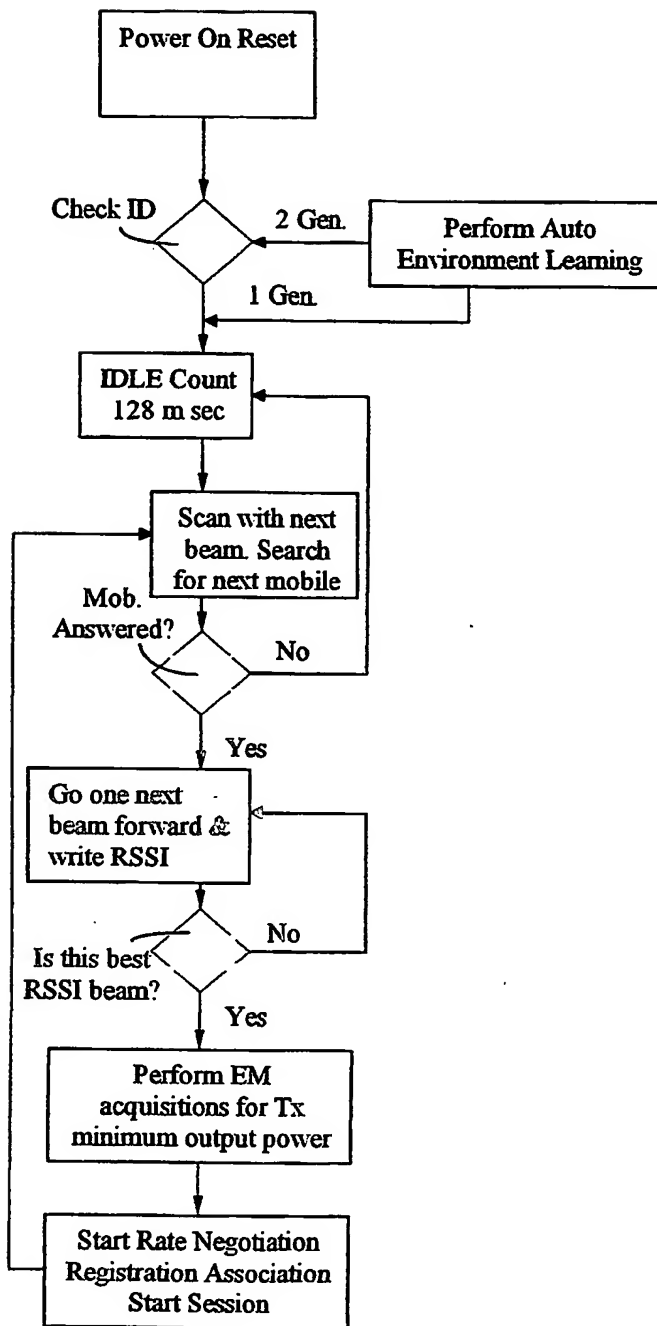 Power On Reset
Check ID
2 Gen.
Perform Auto
Environment Learning
1 Gen.
IDLE Count
128 m sec
Scan with next
beam. Search
for next mobile
Mob.
Answered?
No
Yes
Go one next
beam forward &
write RSSI
No
Is this best
RSSI beam?
Yes
Perform EM
acquisitions for Tx
minimum output power
Start Rate Negotiation
Registration Association
Start Session